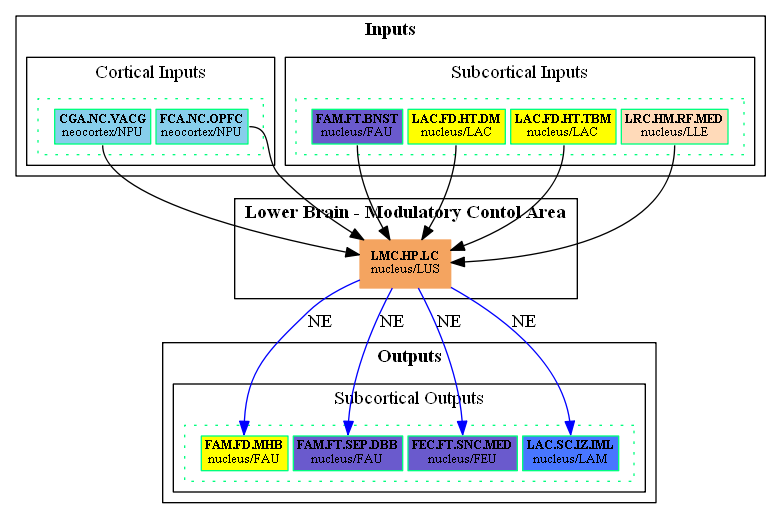 Inputs
Cortical Inputs
Subcortical Inputs
CGA.NC.VACG
neocortex/NPU
FCA.NC.OPFC
neocortex/NPU
FAM.FT.BNST
nucleus/FAU
LAC.FD.HT.DM
nucleus/LAC
LAC.FD.HT.TBM
nucleus/LAC
LRC.HM.RF.MED
nucleus/LLE
Lower Brain - Modulatory Contol Area
LMC.HP.LC
nucleus/LUS
NE
NE
NE
NE
Outputs
Subcortical Outputs
FAM.FD.MHB
nucleus/FAU
FAM.FT.SEP.DBB
nucleus/FAU
FEC.FT.SNC.MED
nucleus/FEU
LAC.SC.IZ.IML
nucleus/LAM